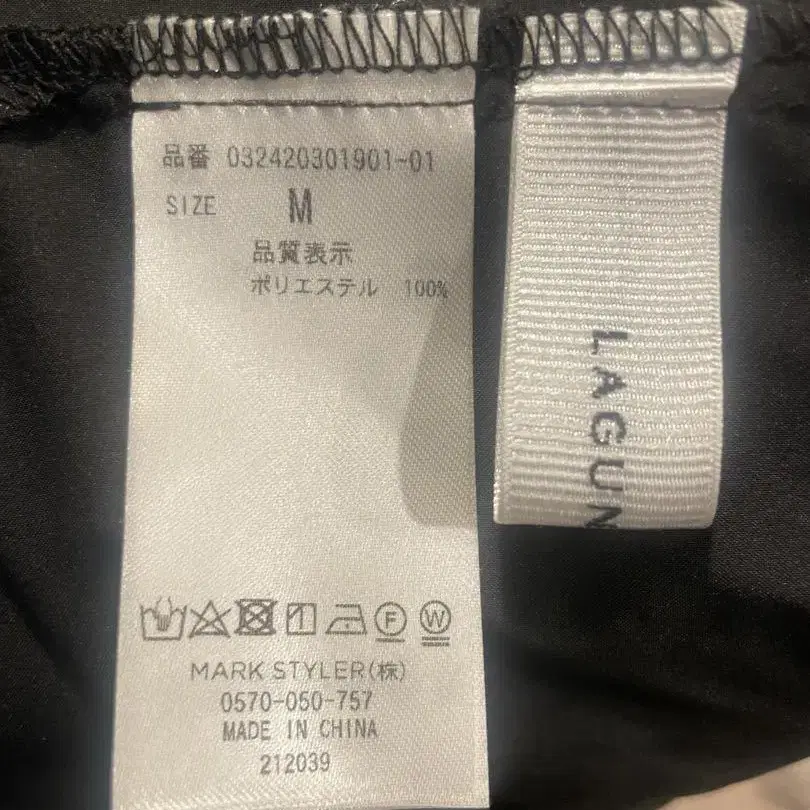 品番 032420301901-01
SIZE M
品質表示
ポリエステル 100%
F W
MARK STYLER(株)
0570-050-757
MADE IN CHINA
212039
LAGUN